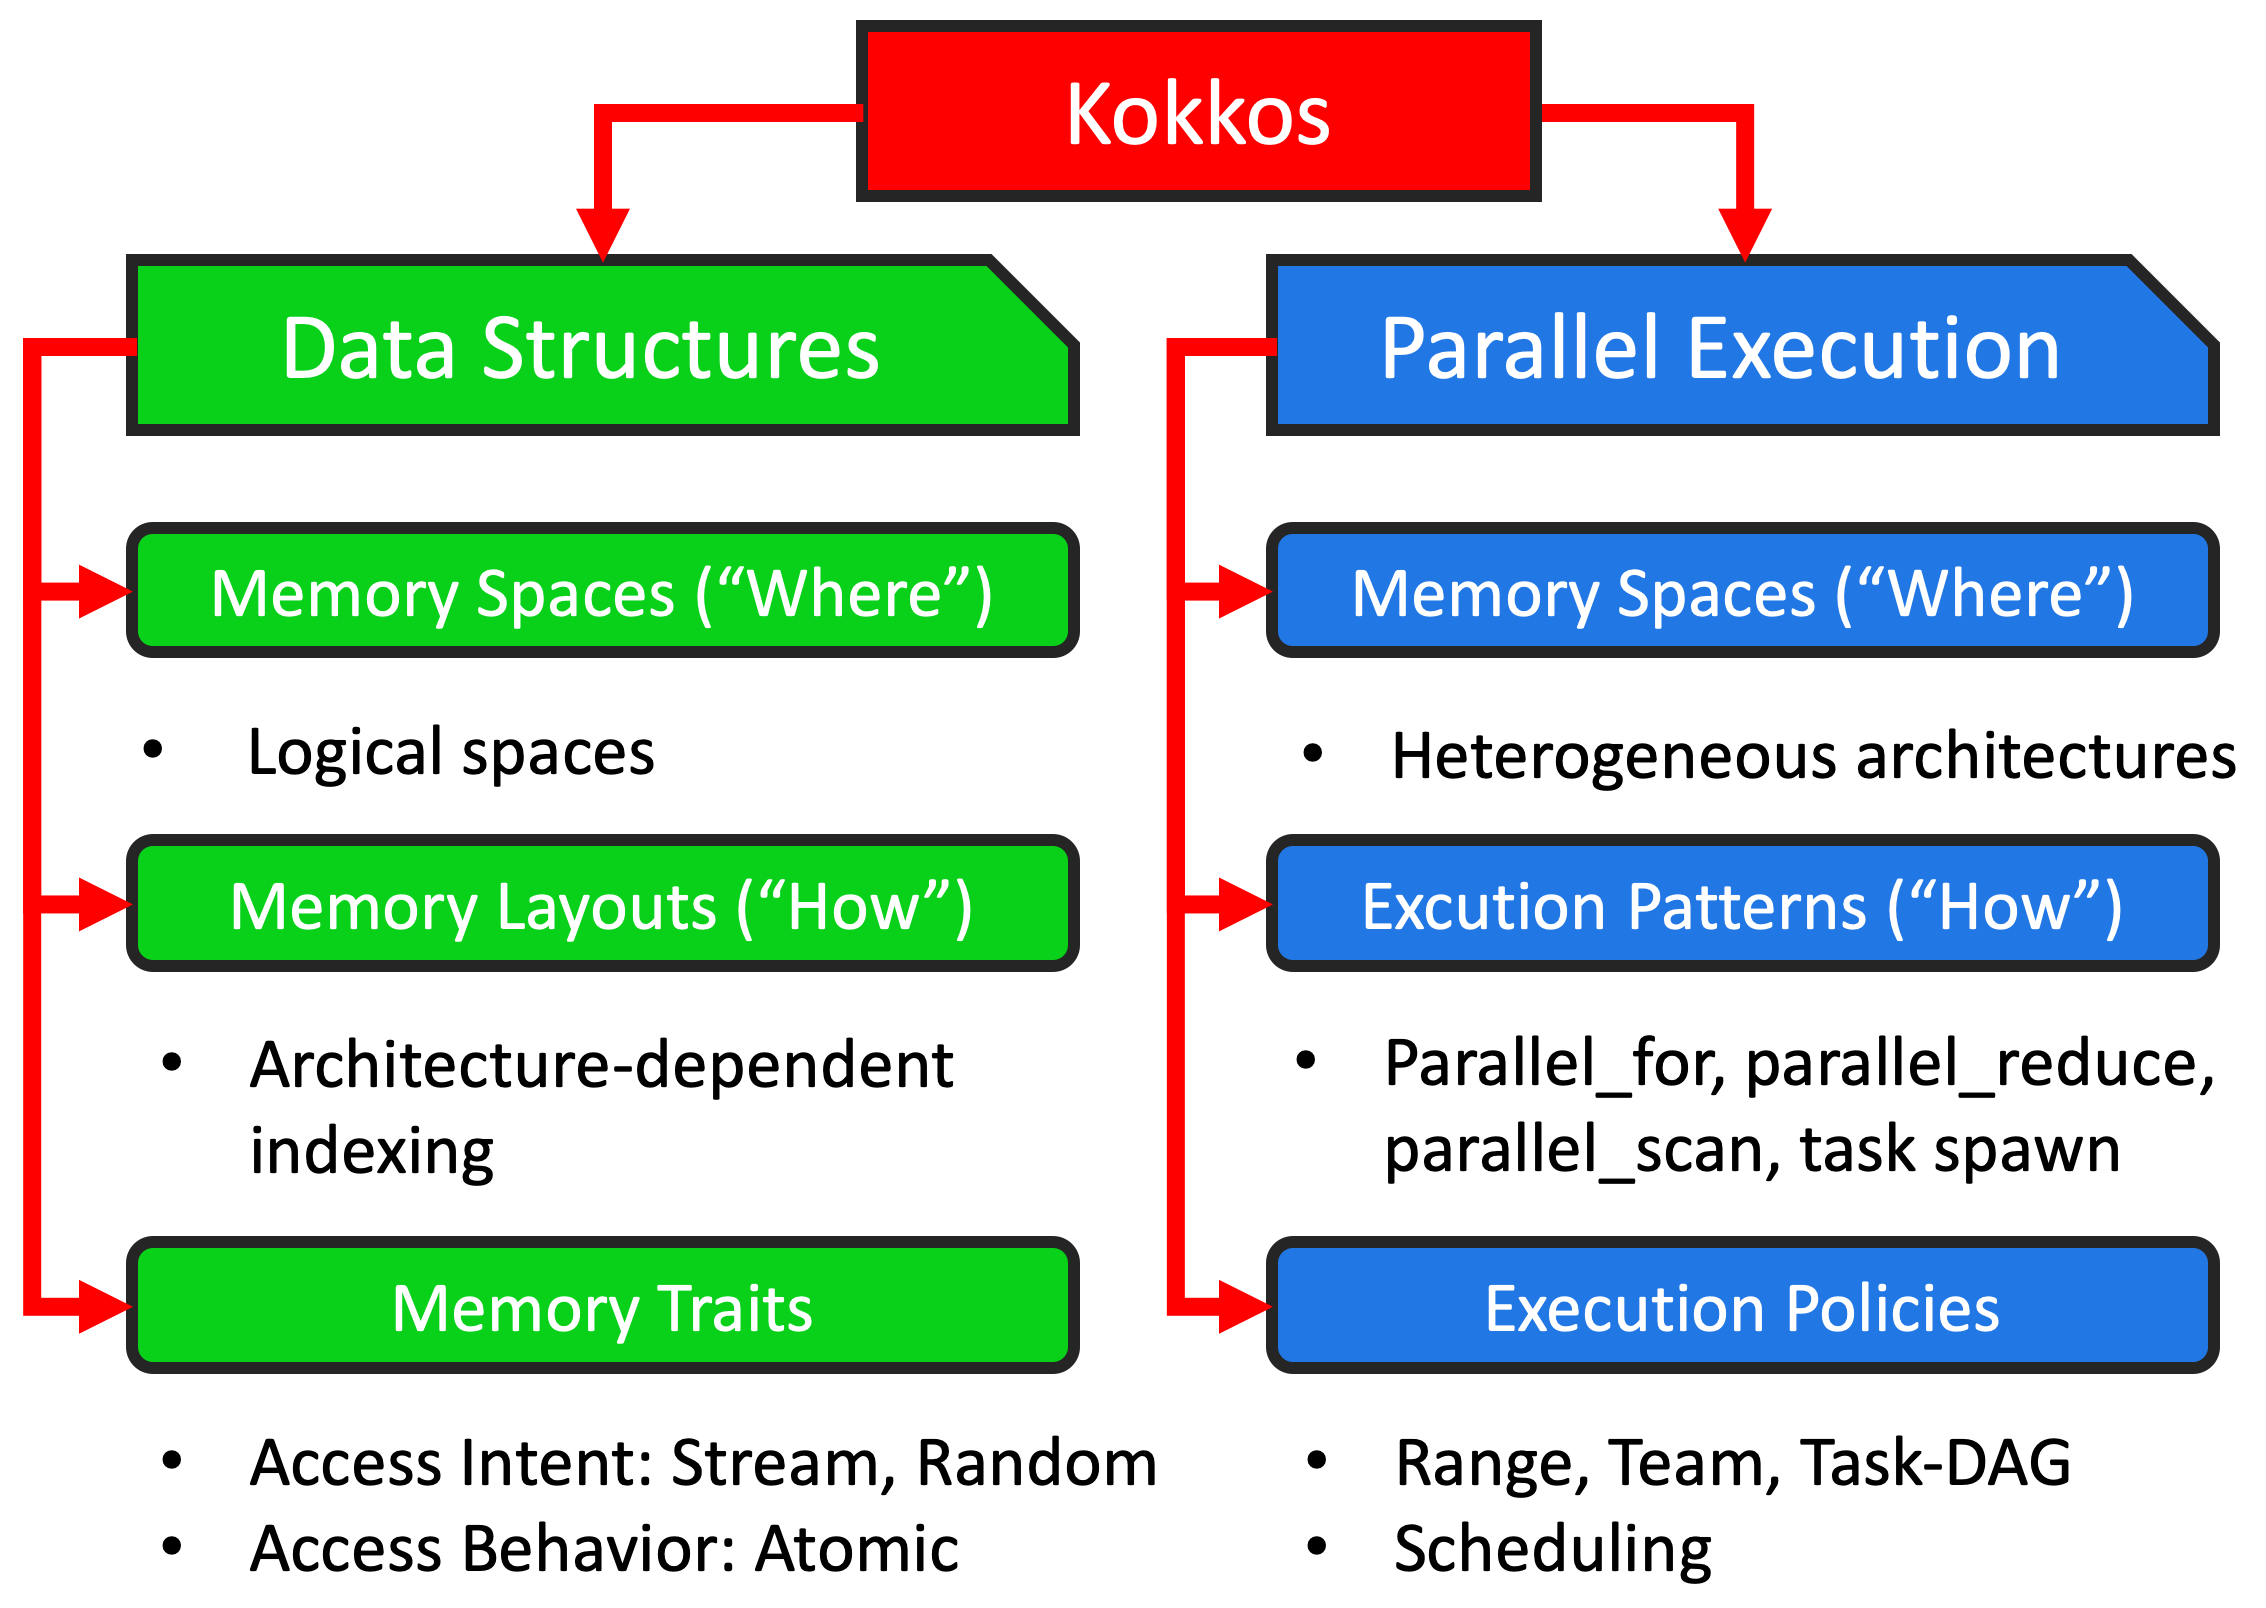 Kokkos
Data Structures
Memory Spaces (“Where”)
• Logical spaces
Memory Layouts (“How”)
• Architecture-dependent
indexing
Memory Traits
• Access Intent: Stream, Random
• Access Behavior: Atomic
Parallel Execution
Memory Spaces (“Where”)
• Heterogeneous architectures
Excution Patterns (“How”)
• Parallel_for, parallel_reduce,
parallel_scan, task spawn
Execution Policies
• Range, Team, Task-DAG
• Scheduling